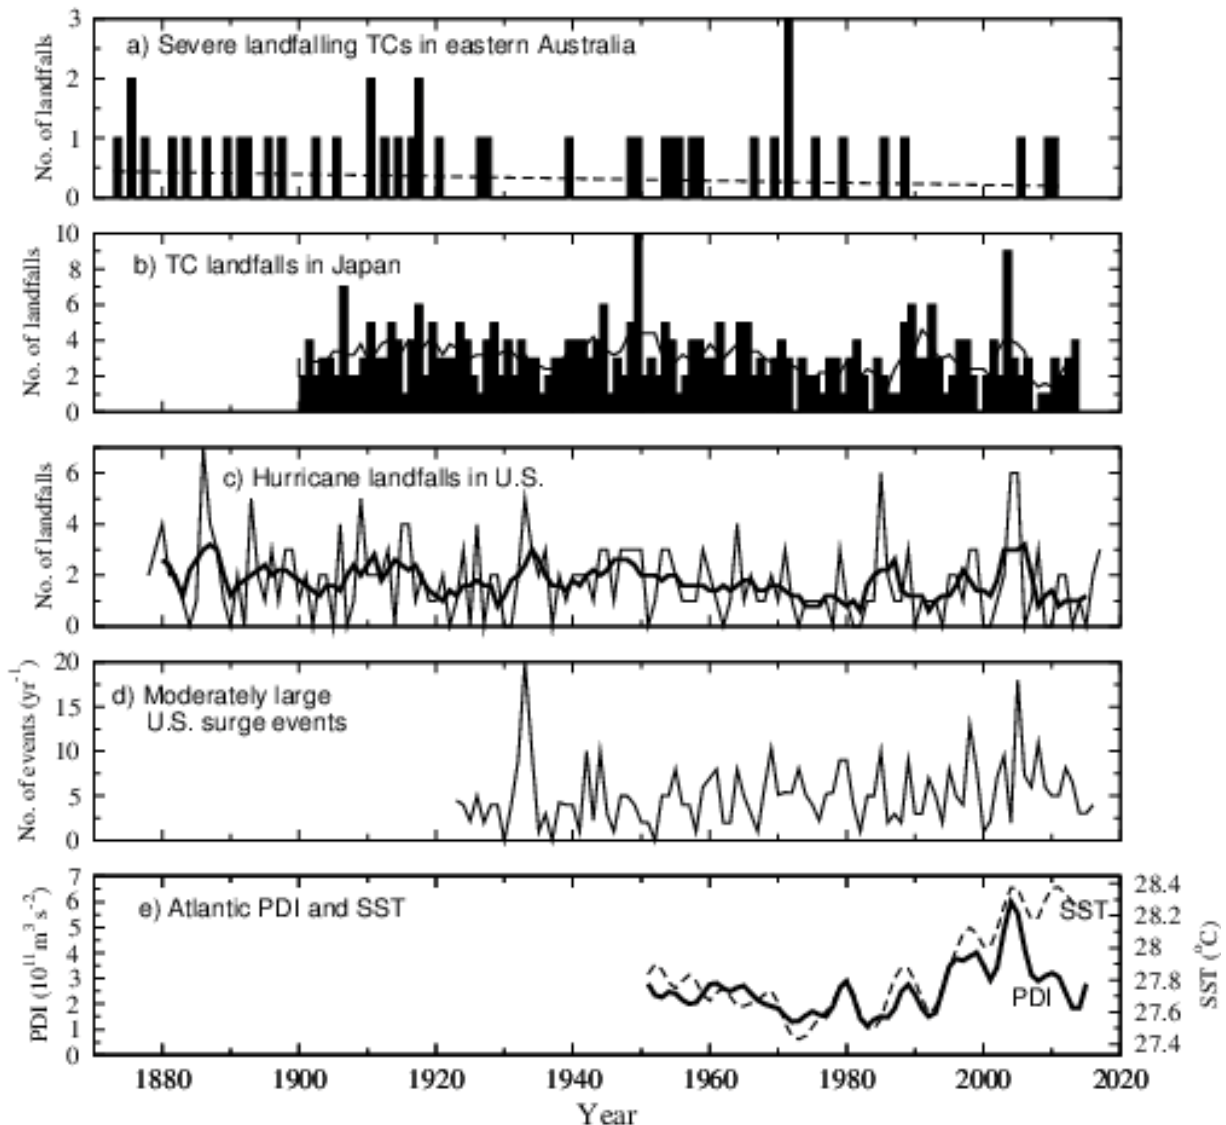 3
a) Severe landfalling TCs in eastern Australia
2
1
0
No. of landfalls
10
b) TC landfalls in Japan
8
6
4
2
0
No. of landfalls
c) Hurricane landfalls in U.S.
6
4
2
0
No. of landfalls
20
d) Moderately large
U.S. surge events
15
10
5
0
No. of events (yr⁻¹)
7
e) Atlantic PDI and SST
6
5
4
3
2
1
0
PDI (10¹¹ m³ s⁻²)
SST
PDI
28.4
28.2
28
27.8
27.6
27.4
SST (°C)
1880 1900 1920 1940 1960 1980 2000 2020
Year